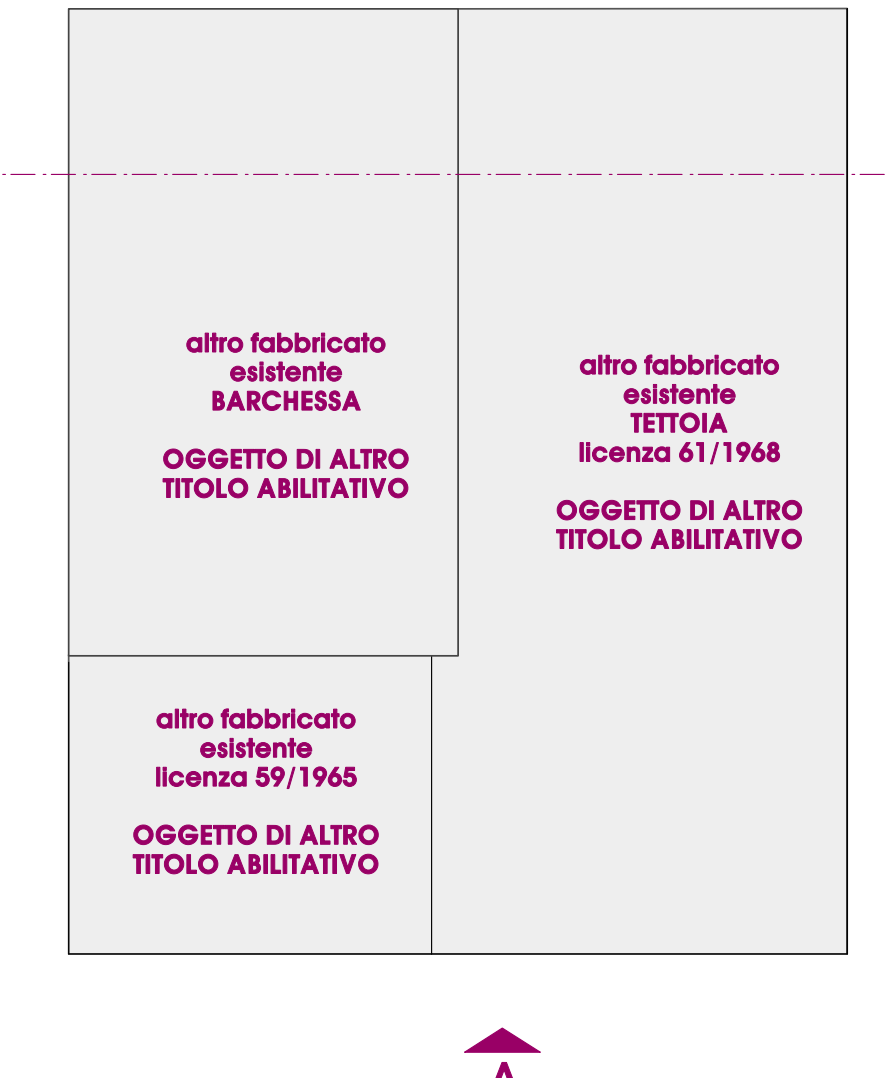 altro fabbricato
esistente
BARCHESSA
OGGETTO DI ALTRO
TITOLO ABILITATIVO
altro fabbricato
esistente
TETTOIA
licenza 61/1968
OGGETTO DI ALTRO
TITOLO ABILITATIVO
altro fabbricato
esistente
licenza 59/1965
OGGETTO DI ALTRO
TITOLO ABILITATIVO
A